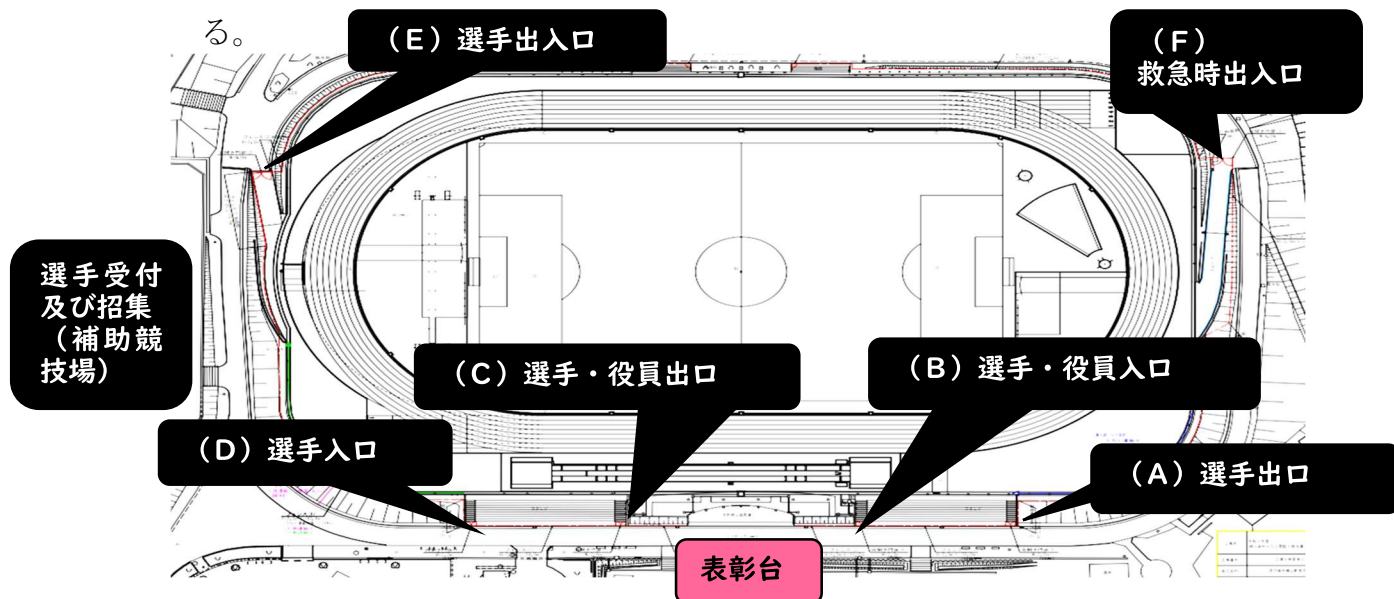 る。
（E）選手出入口
（F）
救急時出入口
選手受付
及び招集
（補助競
技場）
（C）選手・役員出口
（B）選手・役員入口
（D）選手入口
（A）選手出口
表彰台